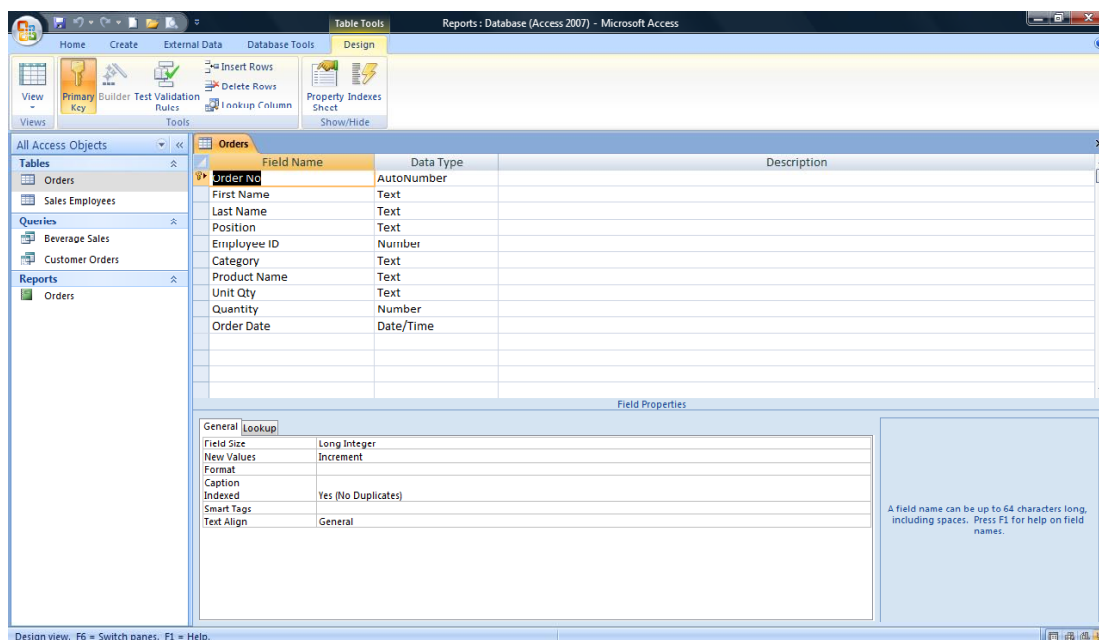 Table Tools Reports : Database (Access 2007) - Microsoft Access
Home Create External Data Database Tools Design
View
Primary Key
Builder
Test Validation Rules
Insert Rows
Delete Rows
Lookup Column
Property Sheet
Indexes
Views Tools Show/Hide
All Access Objects
Tables
Orders
Sales Employees
Queries
Beverage Sales
Customer Orders
Reports
Orders
Orders
Field Name Data Type Description
Order No AutoNumber
First Name Text
Last Name Text
Position Text
Employee ID Number
Category Text
Product Name Text
Unit Qty Text
Quantity Number
Order Date Date/Time
Field Properties
General Lookup
Field Size Long Integer
New Values Increment
Format
Caption
Indexed Yes (No Duplicates)
Smart Tags
Text Align General
A field name can be up to 64 characters long,
including spaces. Press F1 for help on field
names.
Design view. F6 = Switch panes. F1 = Help.